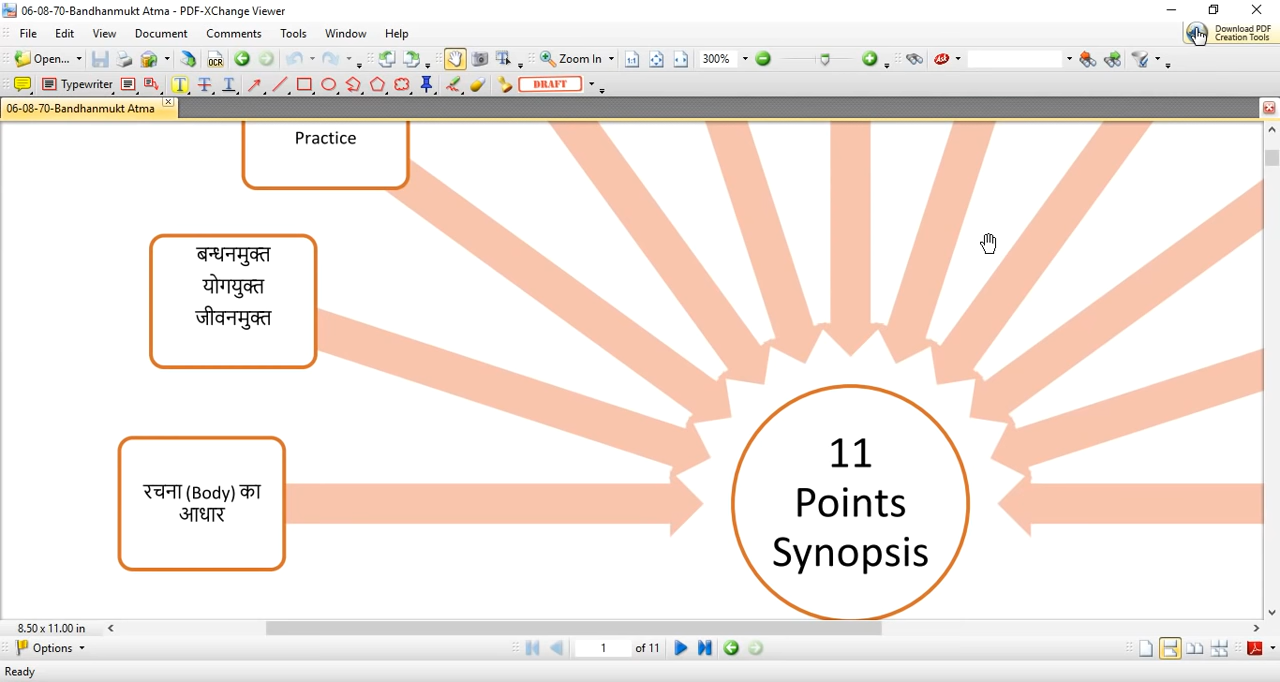 06-08-70-Bandhanmukt Atma - PDF-XChange Viewer
File Edit View Document Comments Tools Window Help
Download PDF
Creation Tools
Open...
OCR
Zoom In
300%
Typewriter
DRAFT
06-08-70-Bandhanmukt Atma
Practice
बन्धनमुक्त
योगयुक्त
जीवनमुक्त
रचना (Body) का
आधार
11
Points
Synopsis
8.50 x 11.00 in
Options
1 of 11
Ready